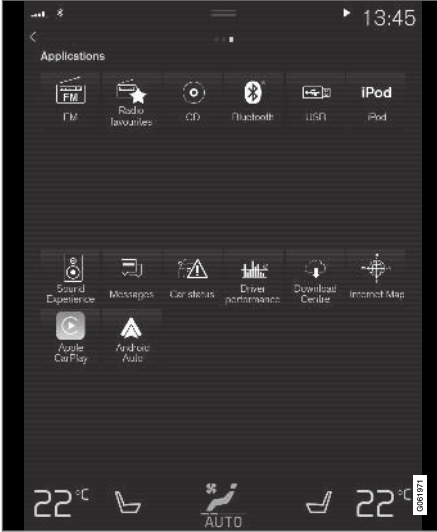 13:45
Applications
FM
iPod
FM
Radio
favourites
CD
Bluetooth
USB
iPod
Sound
Experience
Messages
Car status
Driver
performance
Download
Centre
Internet Map
Apple
CarPlay
Android
Auto
22°C
AUTO
22°C
G061971